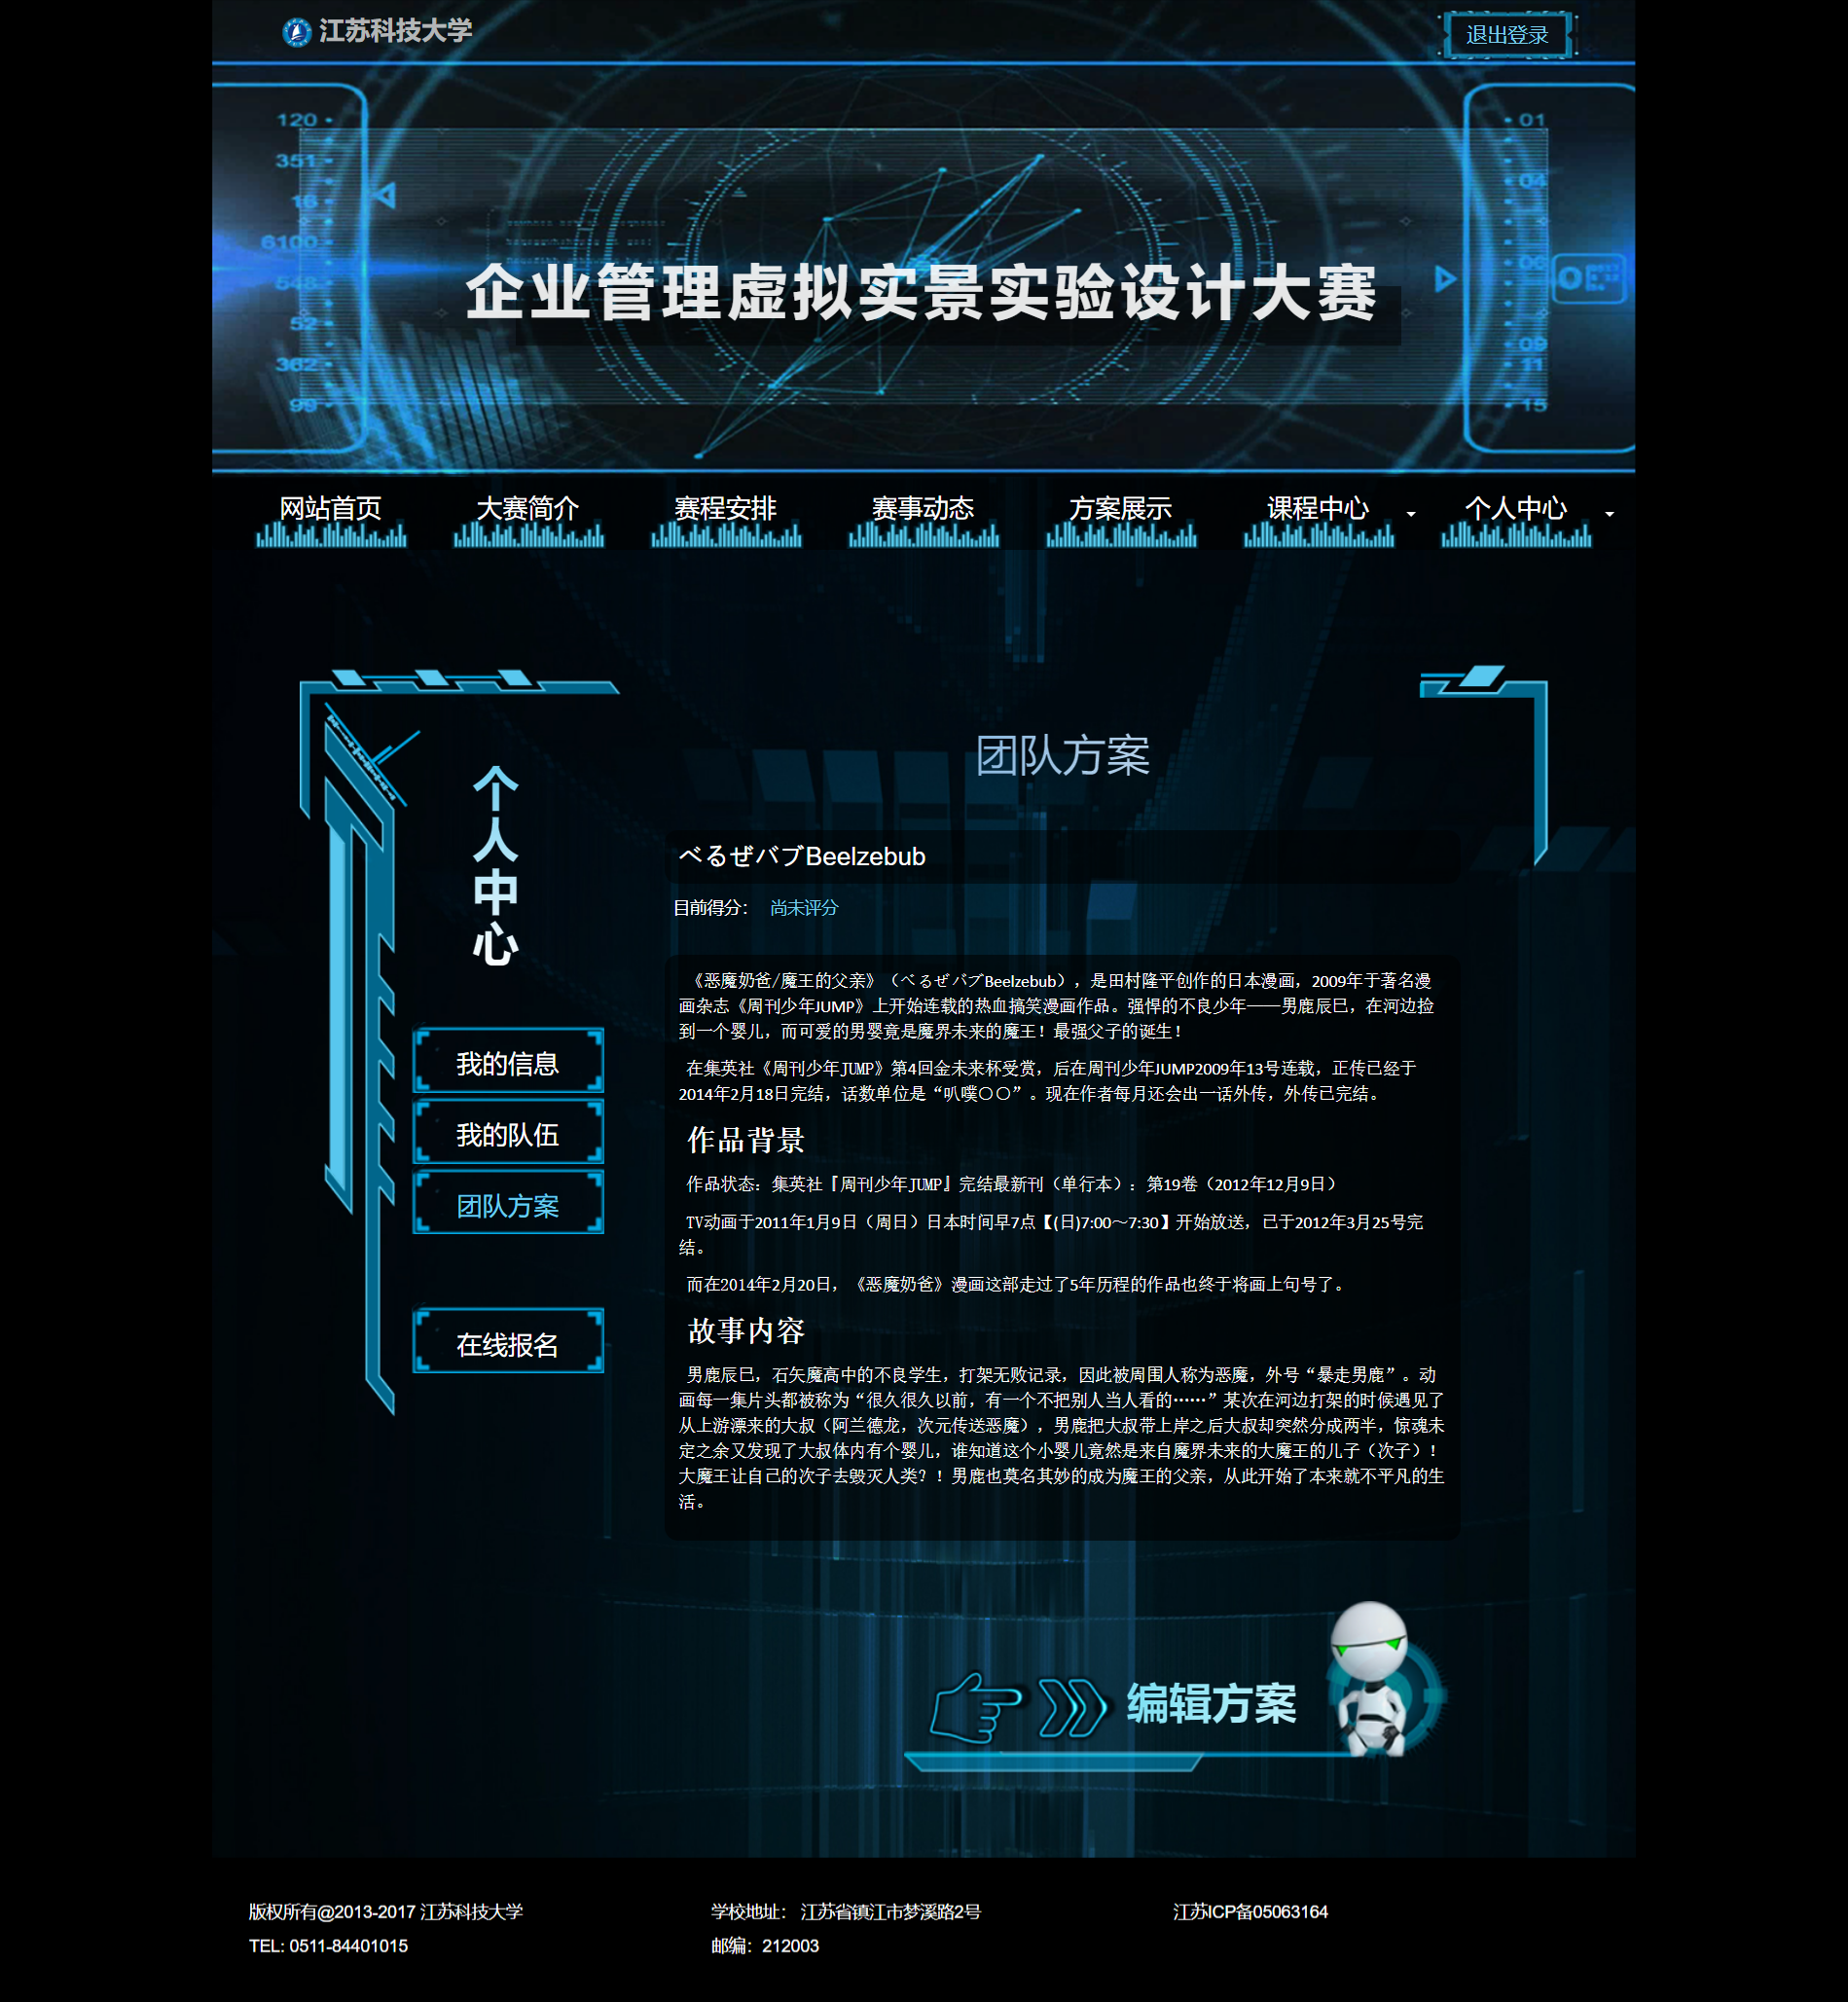 江苏科技大学
退出登录
120
351
16
6100
548
52
362
99
01
04
06
09
11
15
企业管理虚拟实景实验设计大赛
网站首页 大赛简介 赛程安排 赛事动态 方案展示 课程中心 个人中心
个人中心
我的信息
我的队伍
团队方案
在线报名
团队方案
べるぜバブBeelzebub
目前得分： 尚未评分
《恶魔奶爸/魔王的父亲》（べるぜバブBeelzebub），是田村隆平创作的日本漫画，2009年于著名漫
画杂志《周刊少年JUMP》上开始连载的热血搞笑漫画作品。强悍的不良少年——男鹿辰巳，在河边捡
到一个婴儿，而可爱的男婴竟是魔界未来的魔王！最强父子的诞生！
在集英社《周刊少年JUMP》第4回金未来杯受赏，后在周刊少年JUMP2009年13号连载，正传已经于
2014年2月18日完结，话数单位是“叭噗〇〇”。现在作者每月还会出一话外传，外传已完结。
作品背景
作品状态：集英社『周刊少年JUMP』完结最新刊（单行本）：第19卷（2012年12月9日）
TV动画于2011年1月9日（周日）日本时间早7点【(日)7:00～7:30】开始放送，已于2012年3月25号完
结。
而在2014年2月20日，《恶魔奶爸》漫画这部走过了5年历程的作品也终于将画上句号了。
故事内容
男鹿辰巳，石矢魔高中的不良学生，打架无败记录，因此被周围人称为恶魔，外号“暴走男鹿”。动
画每一集片头都被称为“很久很久以前，有一个不把别人当人看的……”某次在河边打架的时候遇见了
从上游漂来的大叔（阿兰德龙，次元传送恶魔），男鹿把大叔带上岸之后大叔却突然分成两半，惊魂未
定之余又发现了大叔体内有个婴儿，谁知道这个小婴儿竟然是来自魔界未来的大魔王的儿子（次子）！
大魔王让自己的次子去毁灭人类？！男鹿也莫名其妙的成为魔王的父亲，从此开始了本来就不平凡的生
活。
编辑方案
版权所有@2013-2017 江苏科技大学
TEL: 0511-84401015
学校地址： 江苏省镇江市梦溪路2号
邮编：212003
江苏ICP备05063164